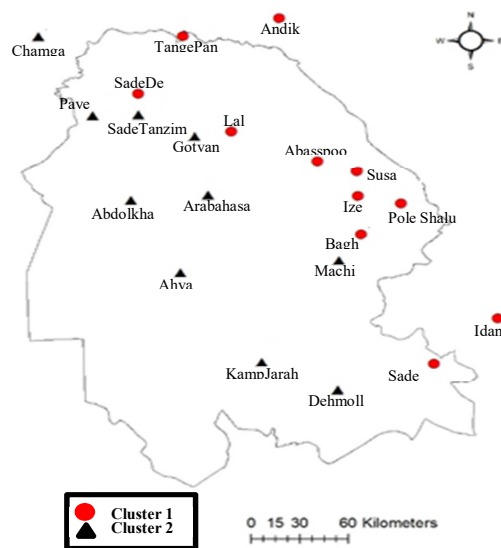 Andik
N
W E
S
Chamga
TangePan
SadeDe
Pave
SadeTanzim
Lal
Gotvan
Abasspoo
Susa
Abdolkha
Arabahasa
Ize
Pole Shalu
Bagh
Machi
Ahva
Idan
KampJarah
Sade
Dehmoll
Cluster 1
Cluster 2
0 15 30 60 Kilometers